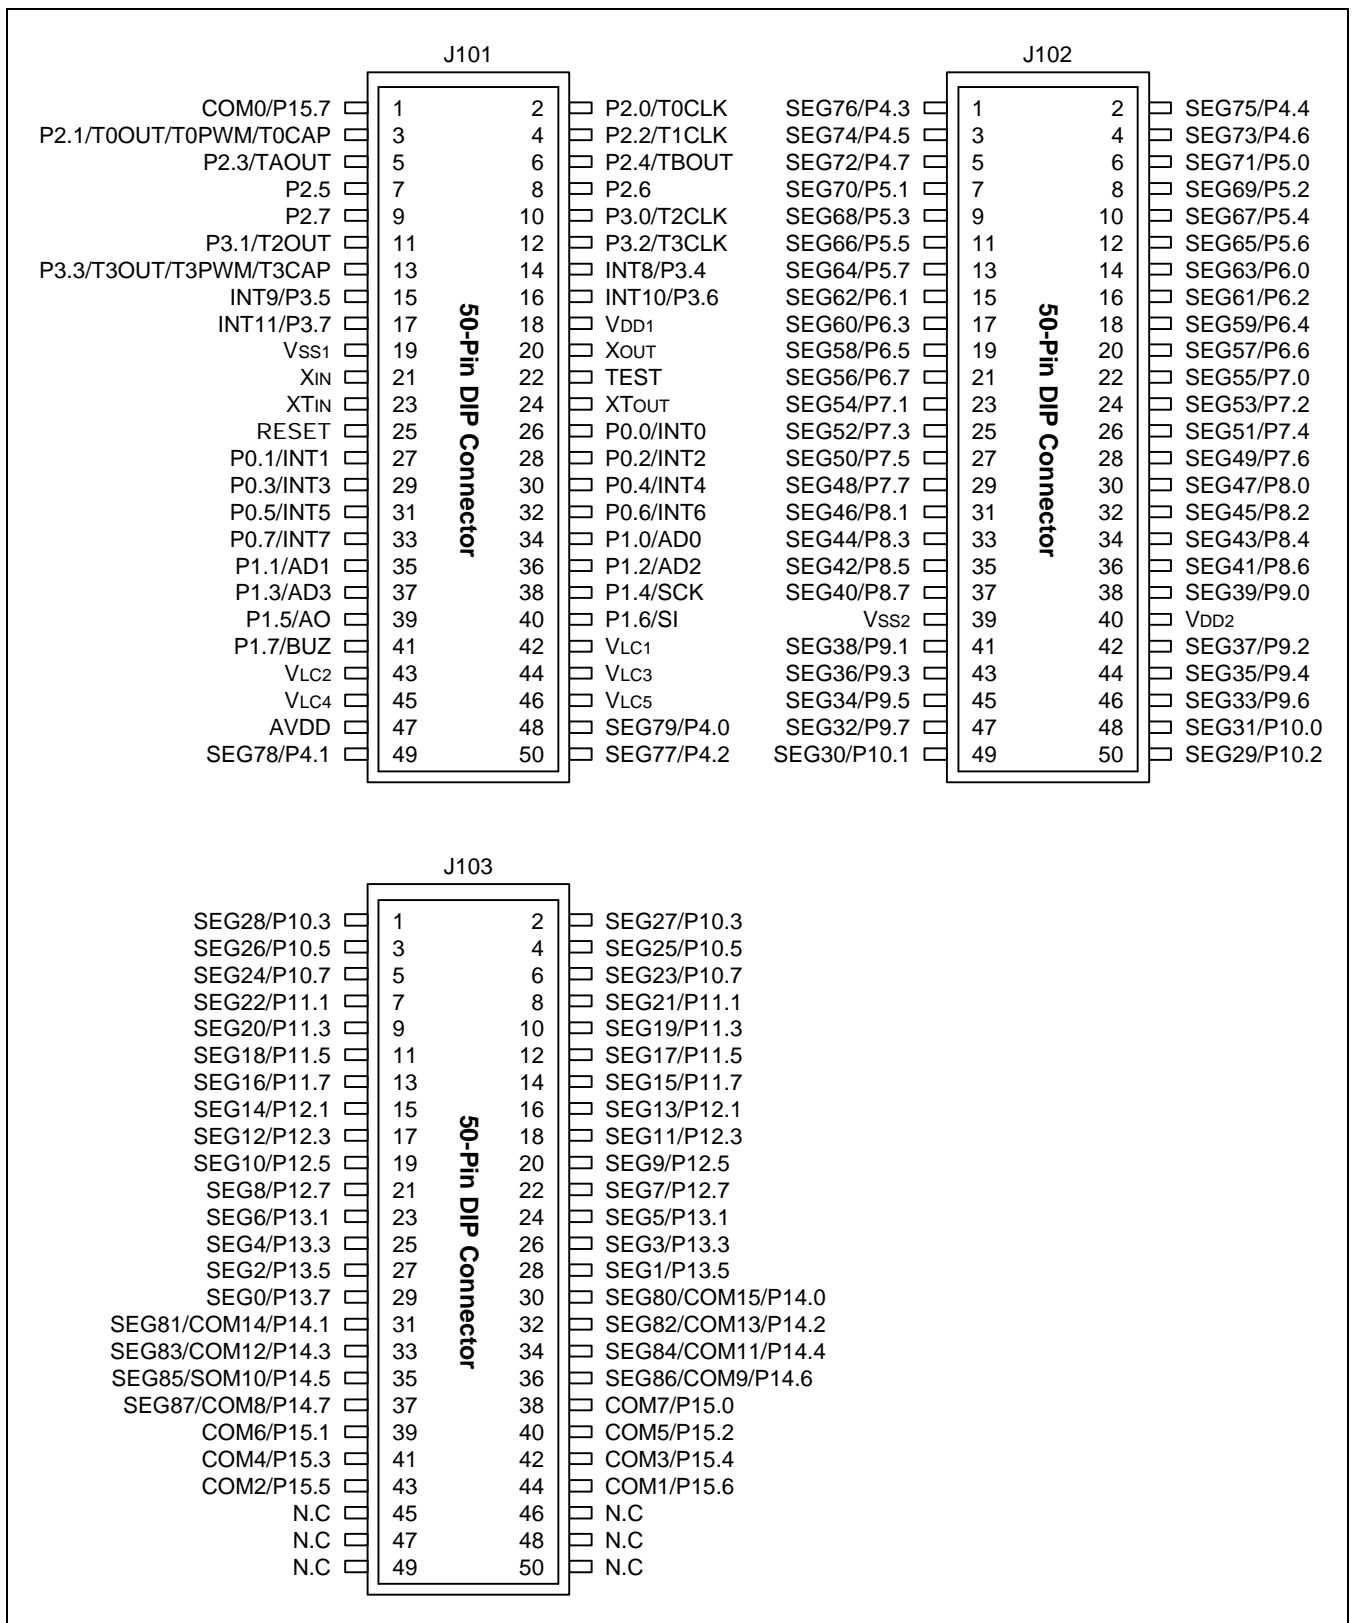 J101
COM0/P15.7 1 2 P2.0/T0CLK
P2.1/T0OUT/T0PWM/T0CAP 3 4 P2.2/T1CLK
P2.3/TAOUT 5 6 P2.4/TBOUT
P2.5 7 8 P2.6
P2.7 9 10 P3.0/T2CLK
P3.1/T2OUT 11 12 P3.2/T3CLK
P3.3/T3OUT/T3PWM/T3CAP 13 14 INT8/P3.4
INT9/P3.5 15 16 INT10/P3.6
INT11/P3.7 17 18 VDD1
VSS1 19 20 XOUT
XIN 21 22 TEST
XTIN 23 24 XTOUT
RESET 25 26 P0.0/INT0
P0.1/INT1 27 28 P0.2/INT2
P0.3/INT3 29 30 P0.4/INT4
P0.5/INT5 31 32 P0.6/INT6
P0.7/INT7 33 34 P1.0/AD0
P1.1/AD1 35 36 P1.2/AD2
P1.3/AD3 37 38 P1.4/SCK
P1.5/AO 39 40 P1.6/SI
P1.7/BUZ 41 42 VLC1
VLC2 43 44 VLC3
VLC4 45 46 VLC5
AVDD 47 48 SEG79/P4.0
SEG78/P4.1 49 50 SEG77/P4.2
50-Pin DIP Connector
J102
SEG76/P4.3 1 2 SEG75/P4.4
SEG74/P4.5 3 4 SEG73/P4.6
SEG72/P4.7 5 6 SEG71/P5.0
SEG70/P5.1 7 8 SEG69/P5.2
SEG68/P5.3 9 10 SEG67/P5.4
SEG66/P5.5 11 12 SEG65/P5.6
SEG64/P5.7 13 14 SEG63/P6.0
SEG62/P6.1 15 16 SEG61/P6.2
SEG60/P6.3 17 18 SEG59/P6.4
SEG58/P6.5 19 20 SEG57/P6.6
SEG56/P6.7 21 22 SEG55/P7.0
SEG54/P7.1 23 24 SEG53/P7.2
SEG52/P7.3 25 26 SEG51/P7.4
SEG50/P7.5 27 28 SEG49/P7.6
SEG48/P7.7 29 30 SEG47/P8.0
SEG46/P8.1 31 32 SEG45/P8.2
SEG44/P8.3 33 34 SEG43/P8.4
SEG42/P8.5 35 36 SEG41/P8.6
SEG40/P8.7 37 38 SEG39/P9.0
VSS2 39 40 VDD2
SEG38/P9.1 41 42 SEG37/P9.2
SEG36/P9.3 43 44 SEG35/P9.4
SEG34/P9.5 45 46 SEG33/P9.6
SEG32/P9.7 47 48 SEG31/P10.0
SEG30/P10.1 49 50 SEG29/P10.2
50-Pin DIP Connector
J103
SEG28/P10.3 1 2 SEG27/P10.3
SEG26/P10.5 3 4 SEG25/P10.5
SEG24/P10.7 5 6 SEG23/P10.7
SEG22/P11.1 7 8 SEG21/P11.1
SEG20/P11.3 9 10 SEG19/P11.3
SEG18/P11.5 11 12 SEG17/P11.5
SEG16/P11.7 13 14 SEG15/P11.7
SEG14/P12.1 15 16 SEG13/P12.1
SEG12/P12.3 17 18 SEG11/P12.3
SEG10/P12.5 19 20 SEG9/P12.5
SEG8/P12.7 21 22 SEG7/P12.7
SEG6/P13.1 23 24 SEG5/P13.1
SEG4/P13.3 25 26 SEG3/P13.3
SEG2/P13.5 27 28 SEG1/P13.5
SEG0/P13.7 29 30 SEG80/COM15/P14.0
SEG81/COM14/P14.1 31 32 SEG82/COM13/P14.2
SEG83/COM12/P14.3 33 34 SEG84/COM11/P14.4
SEG85/SOM10/P14.5 35 36 SEG86/COM9/P14.6
SEG87/COM8/P14.7 37 38 COM7/P15.0
COM6/P15.1 39 40 COM5/P15.2
COM4/P15.3 41 42 COM3/P15.4
COM2/P15.5 43 44 COM1/P15.6
N.C 45 46 N.C
N.C 47 48 N.C
N.C 49 50 N.C
50-Pin DIP Connector